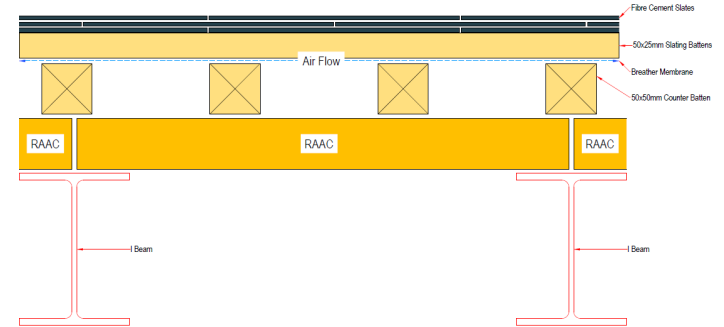 Fibre Cement Slates
50x25mm Slating Battens
Air Flow
Breather Membrane
50x50mm Counter Batten
RAAC
RAAC
RAAC
I Beam
I Beam